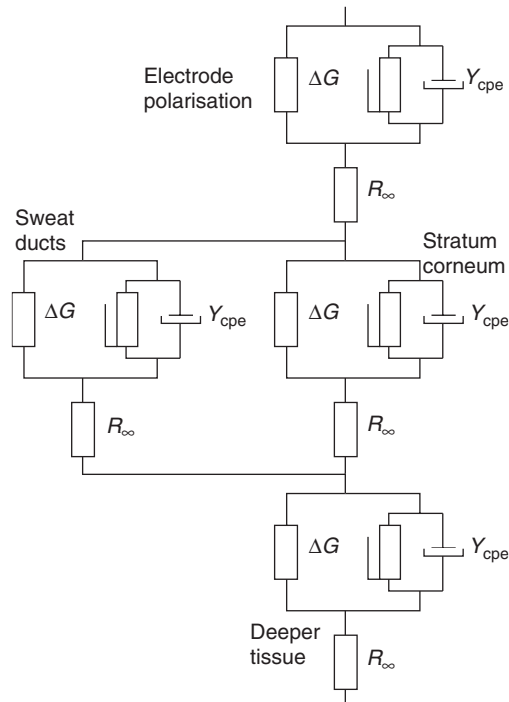 Electrode
polarisation
ΔG
Y_cpe
R_∞
Sweat
ducts
Stratum
corneum
ΔG
Y_cpe
ΔG
Y_cpe
R_∞
R_∞
ΔG
Y_cpe
Deeper
tissue
R_∞